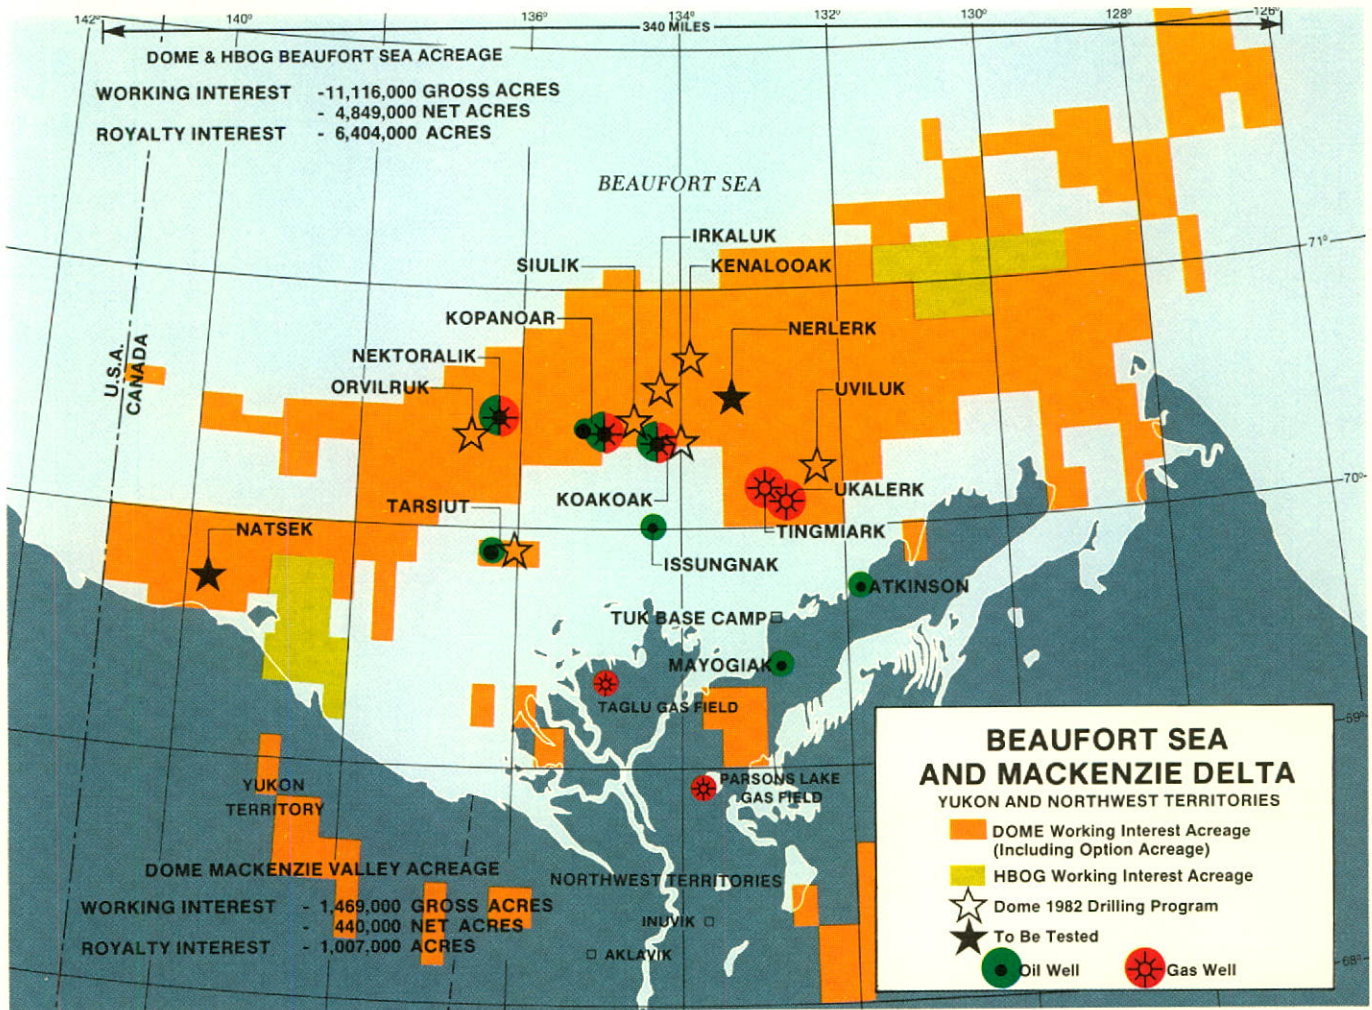 142°
140°
136°
134°
132°
130°
128°
126°
340 MILES
DOME & HBOG BEAUFORT SEA ACREAGE
WORKING INTEREST -11,116,000 GROSS ACRES
- 4,849,000 NET ACRES
ROYALTY INTEREST - 6,404,000 ACRES
BEAUFORT SEA
IRKALUK
SIULIK
KENALOOAK
71°
KOPANOAR
NERLERK
U.S.A.
CANADA
NEKTORALIK
ORVILRUK
UVILUK
70°
KOAKOAK
UKALERK
TARSIUT
NATSEK
TINGMIARK
ISSUNGNAK
ATKINSON
TUK BASE CAMP
MAYOGIAK
TAGLU GAS FIELD
69°
PARSONS LAKE
GAS FIELD
YUKON
TERRITORY
DOME MACKENZIE VALLEY ACREAGE
WORKING INTEREST - 1,469,000 GROSS ACRES
- 440,000 NET ACRES
ROYALTY INTEREST - 1,007,000 ACRES
NORTHWEST TERRITORIES
INUVIK
AKLAVIK
68°
BEAUFORT SEA
AND MACKENZIE DELTA
YUKON AND NORTHWEST TERRITORIES
DOME Working Interest Acreage
(Including Option Acreage)
HBOG Working Interest Acreage
Dome 1982 Drilling Program
To Be Tested
Oil Well
Gas Well